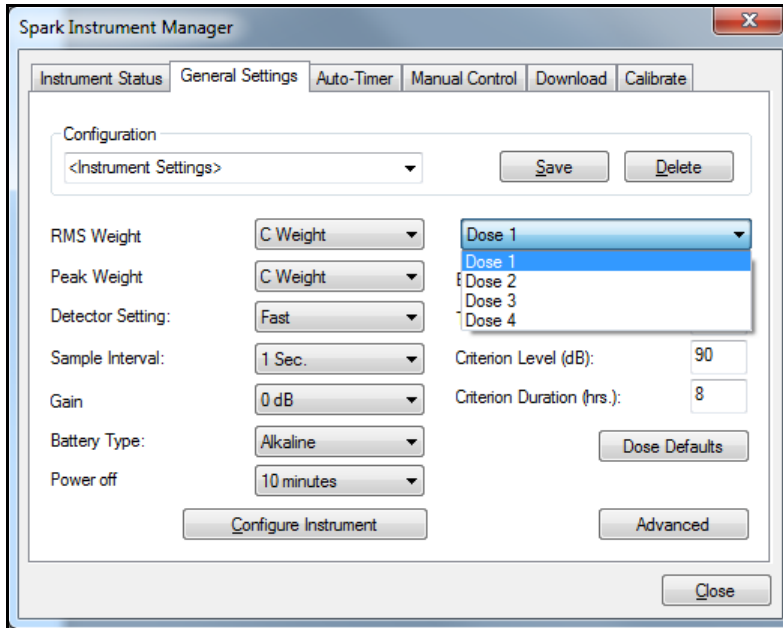 Spark Instrument Manager
Instrument Status General Settings Auto-Timer Manual Control Download Calibrate
Configuration
<Instrument Settings> Save Delete
RMS Weight C Weight Dose 1
Dose 1
Peak Weight C Weight
Dose 2
Dose 3
Detector Setting: Fast
Dose 4
Sample Interval: 1 Sec. Criterion Level (dB): 90
Gain 0 dB Criterion Duration (hrs.): 8
Battery Type: Alkaline Dose Defaults
Power off 10 minutes
Configure Instrument Advanced
Close